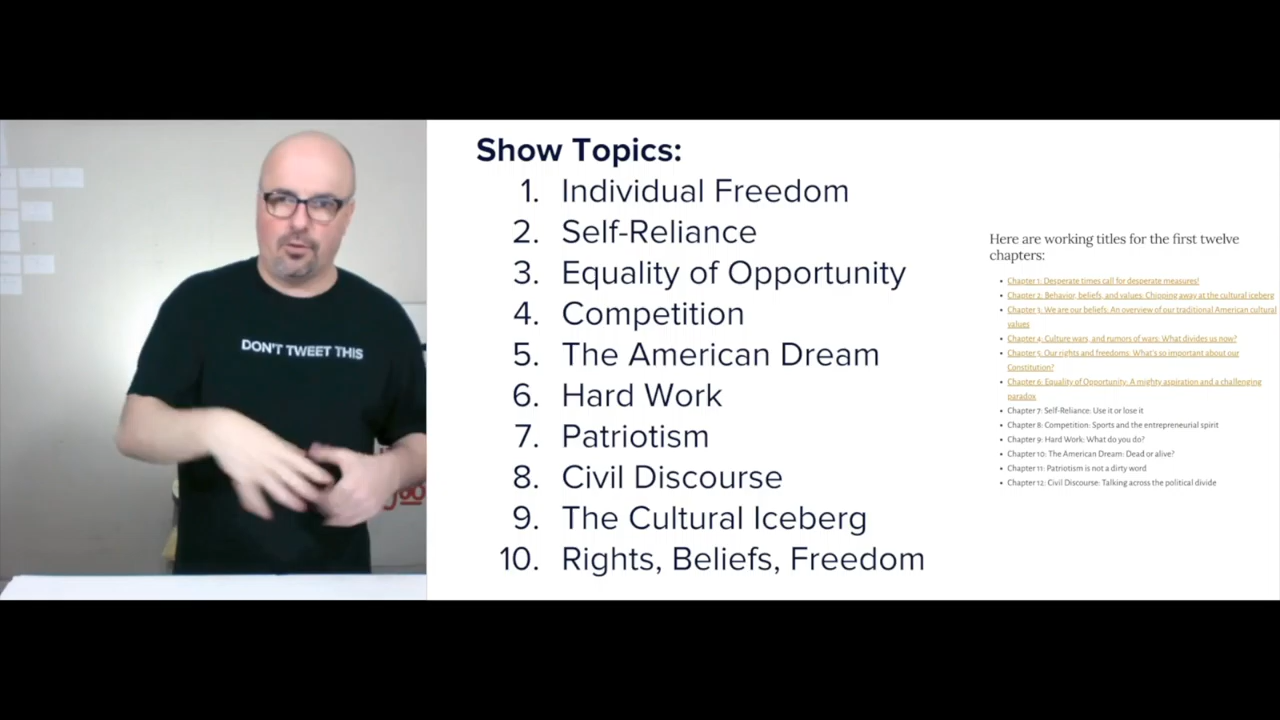 DON'T TWEET THIS
Show Topics:
1. Individual Freedom
2. Self-Reliance
3. Equality of Opportunity
4. Competition
5. The American Dream
6. Hard Work
7. Patriotism
8. Civil Discourse
9. The Cultural Iceberg
10. Rights, Beliefs, Freedom
Here are working titles for the first twelve
chapters:
• Chapter 1: Desperate times call for desperate measures!
• Chapter 2: Behavior, beliefs, and values: Chipping away at the cultural iceberg
• Chapter 3: We are our beliefs: An overview of our traditional American cultural
values
• Chapter 4: Culture wars, and rumors of wars: What divides us now?
• Chapter 5: Our rights and freedoms: What's so important about our
Constitution?
• Chapter 6: Equality of Opportunity: A mighty aspiration and a challenging
paradox
• Chapter 7: Self-Reliance: Use it or lose it
• Chapter 8: Competition: Sports and the entrepreneurial spirit
• Chapter 9: Hard Work: What do you do?
• Chapter 10: The American Dream: Dead or alive?
• Chapter 11: Patriotism is not a dirty word
• Chapter 12: Civil Discourse: Talking across the political divide